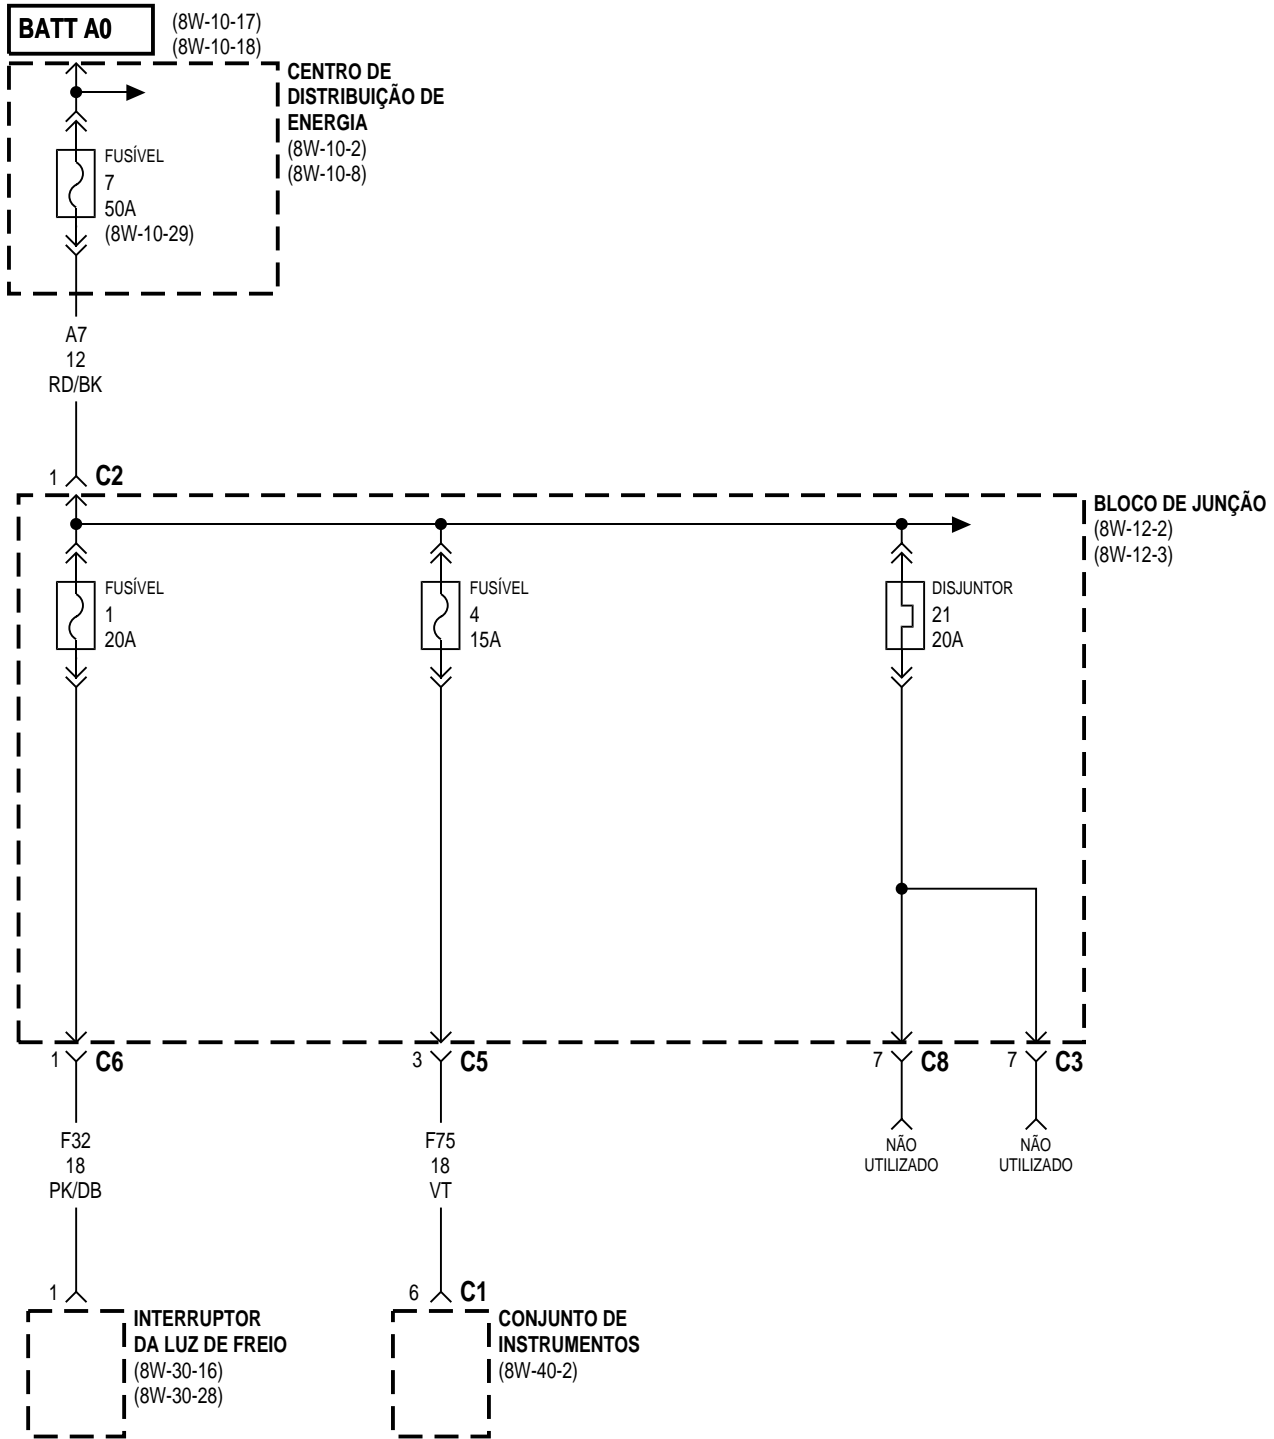 BATT A0
(8W-10-17)
(8W-10-18)
CENTRO DE
DISTRIBUIÇÃO DE
ENERGIA
(8W-10-2)
(8W-10-8)
FUSÍVEL
7
50A
(8W-10-29)
A7
12
RD/BK
1 C2
BLOCO DE JUNÇÃO
(8W-12-2)
(8W-12-3)
FUSÍVEL
1
20A
FUSÍVEL
4
15A
DISJUNTOR
21
20A
1 C6
3 C5
7 C8
7 C3
F32
18
PK/DB
F75
18
VT
NÃO
UTILIZADO
NÃO
UTILIZADO
1
6 C1
INTERRUPTOR
DA LUZ DE FREIO
(8W-30-16)
(8W-30-28)
CONJUNTO DE
INSTRUMENTOS
(8W-40-2)